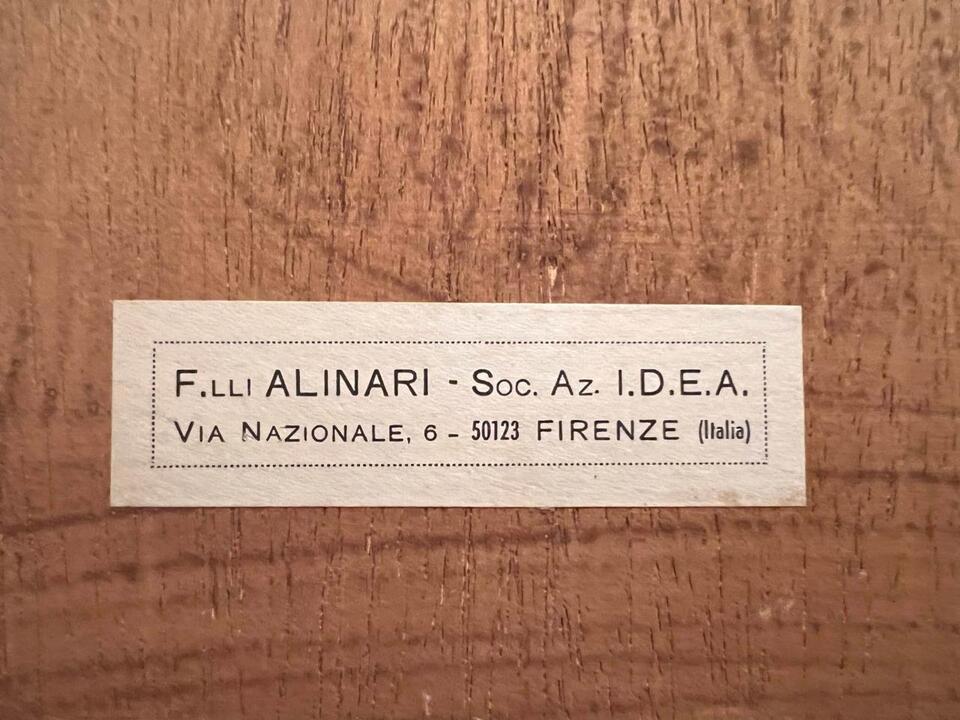 F.LLI ALINARI - Soc. Az. I.D.E.A.
VIA NAZIONALE, 6 - 50123 FIRENZE (Italia)